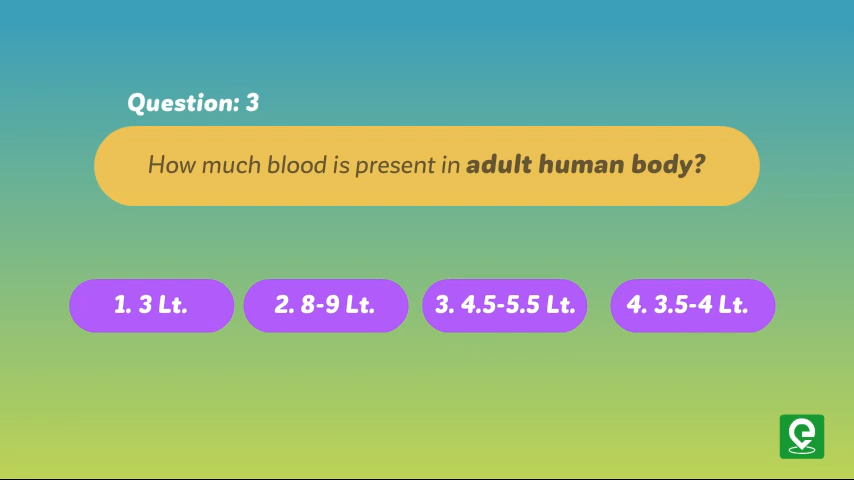 Question: 3
How much blood is present in adult human body?
1. 3 Lt.
2. 8-9 Lt.
3. 4.5-5.5 Lt.
4. 3.5-4 Lt.